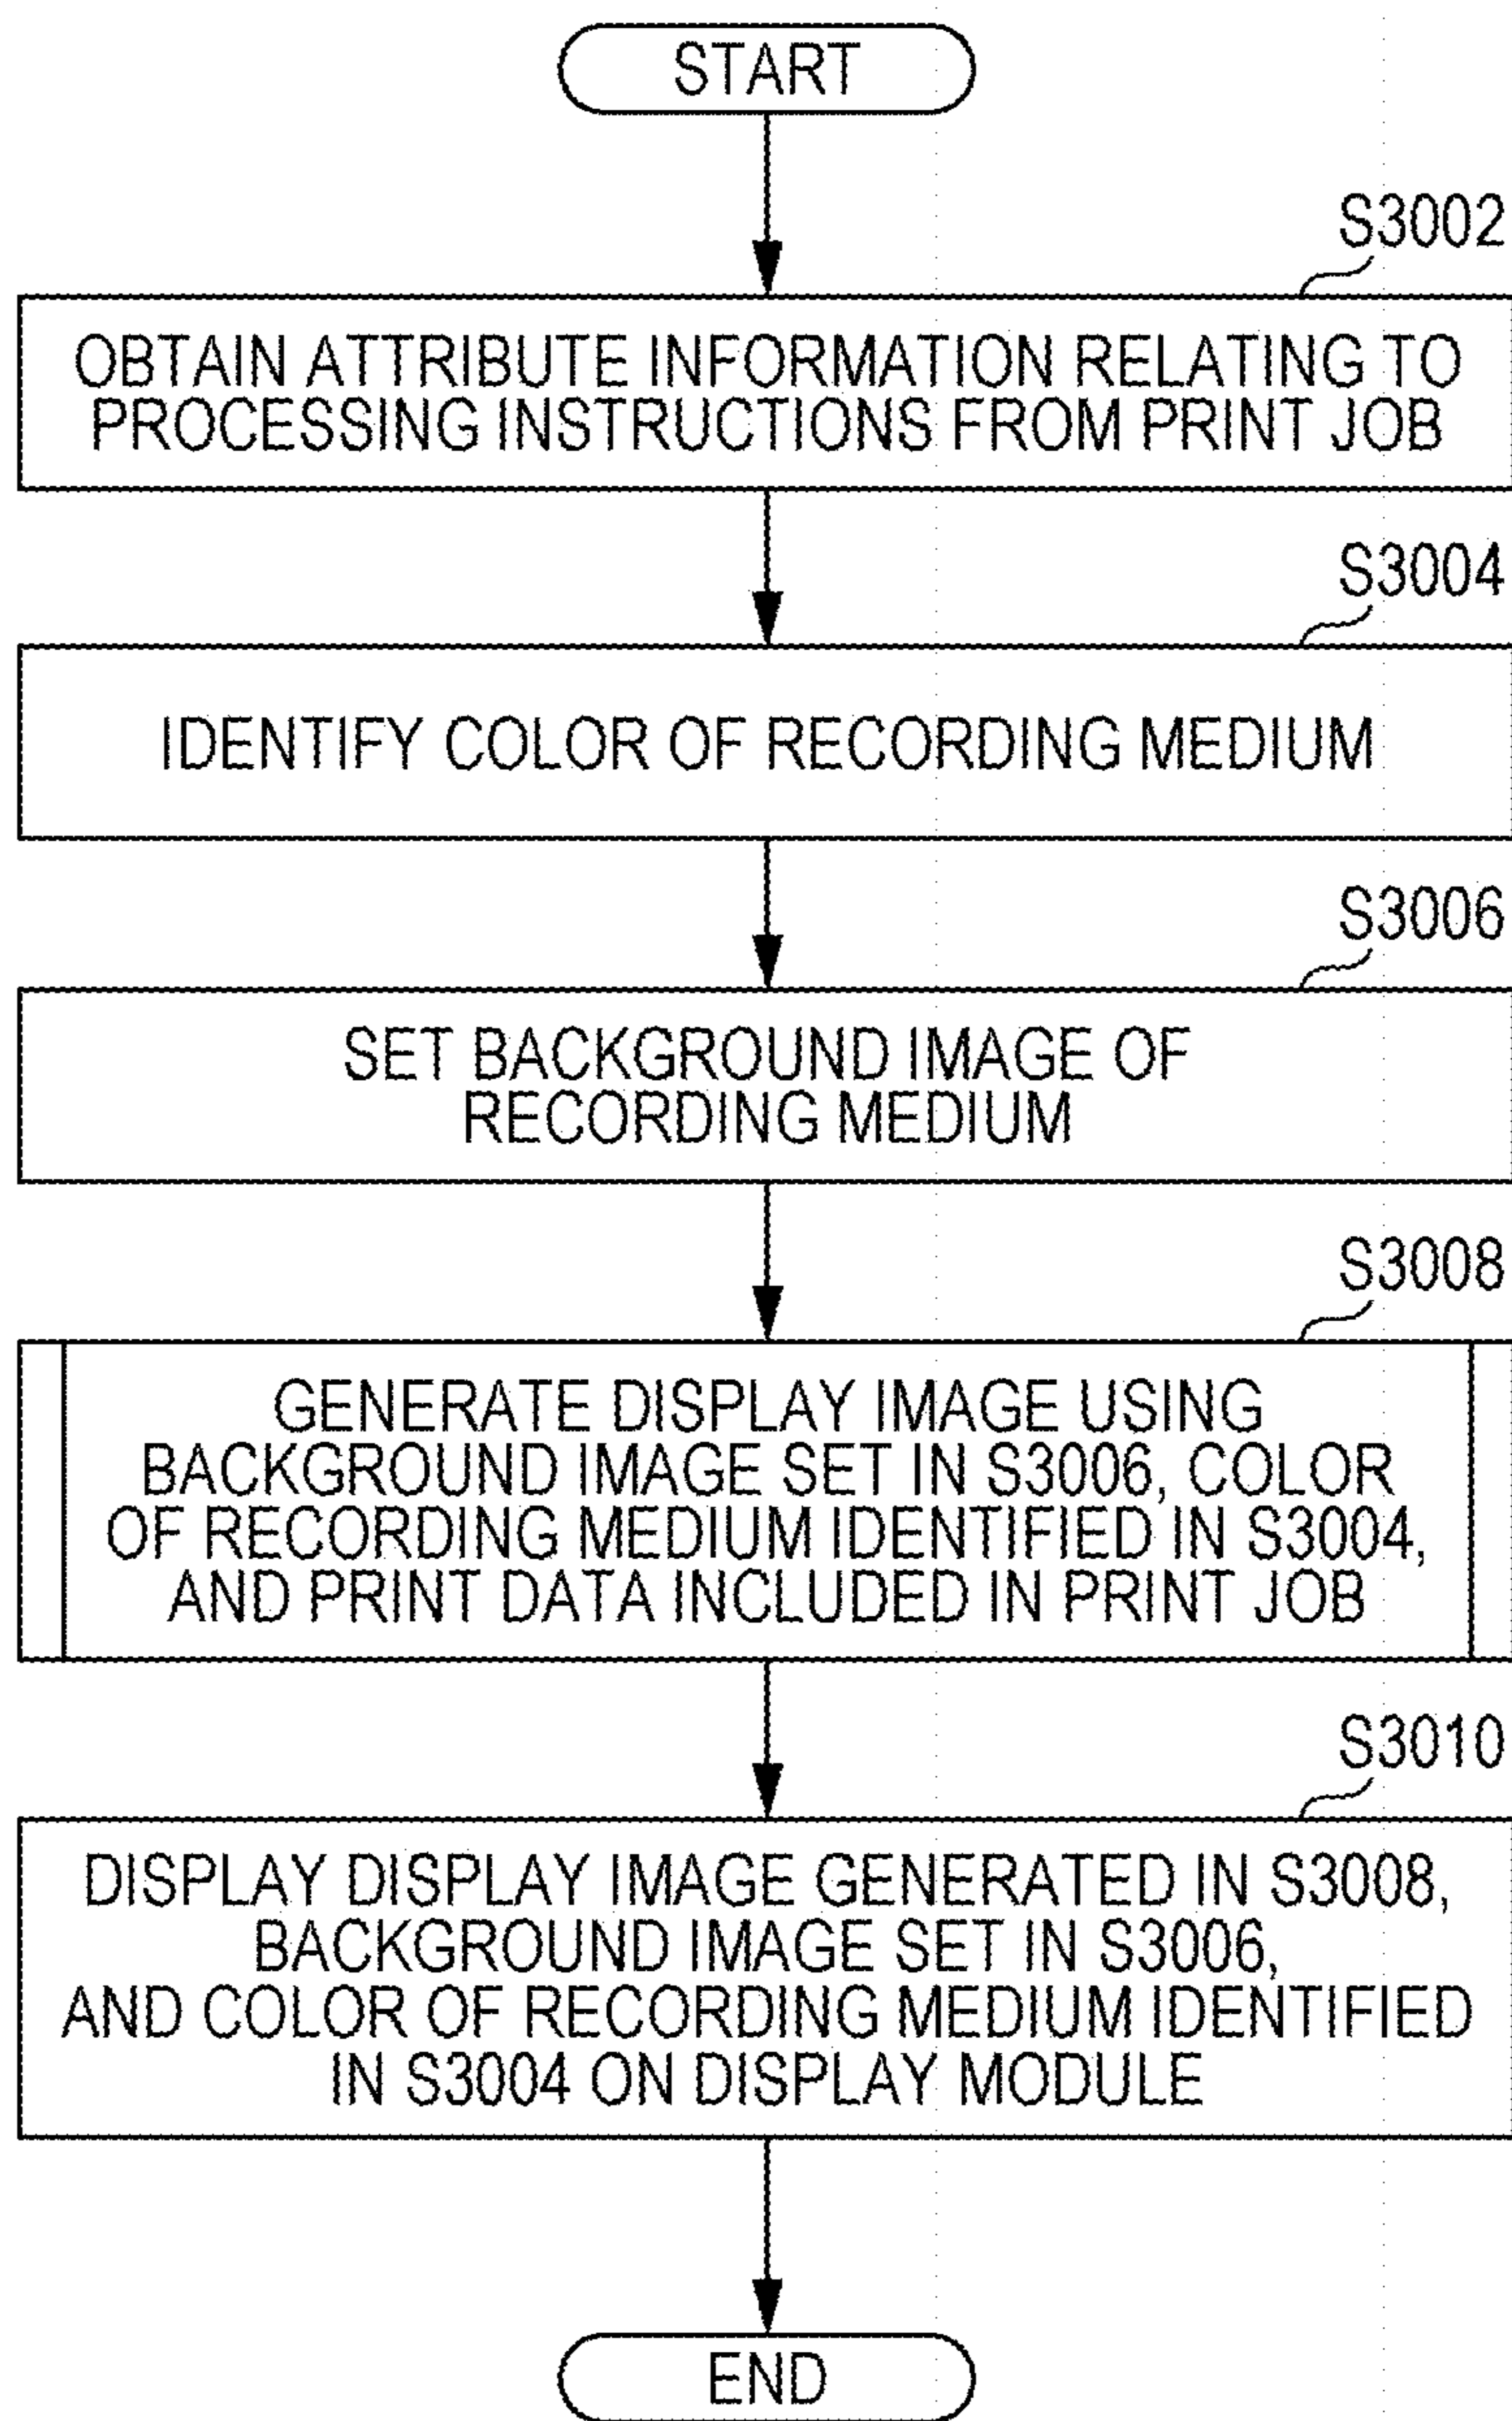 START
S3002
OBTAIN ATTRIBUTE INFORMATION RELATING TO
PROCESSING INSTRUCTIONS FROM PRINT JOB
S3004
IDENTIFY COLOR OF RECORDING MEDIUM
S3006
SET BACKGROUND IMAGE OF
RECORDING MEDIUM
S3008
GENERATE DISPLAY IMAGE USING
BACKGROUND IMAGE SET IN S3006, COLOR
OF RECORDING MEDIUM IDENTIFIED IN S3004,
AND PRINT DATA INCLUDED IN PRINT JOB
S3010
DISPLAY DISPLAY IMAGE GENERATED IN S3008,
BACKGROUND IMAGE SET IN S3006,
AND COLOR OF RECORDING MEDIUM IDENTIFIED
IN S3004 ON DISPLAY MODULE
END